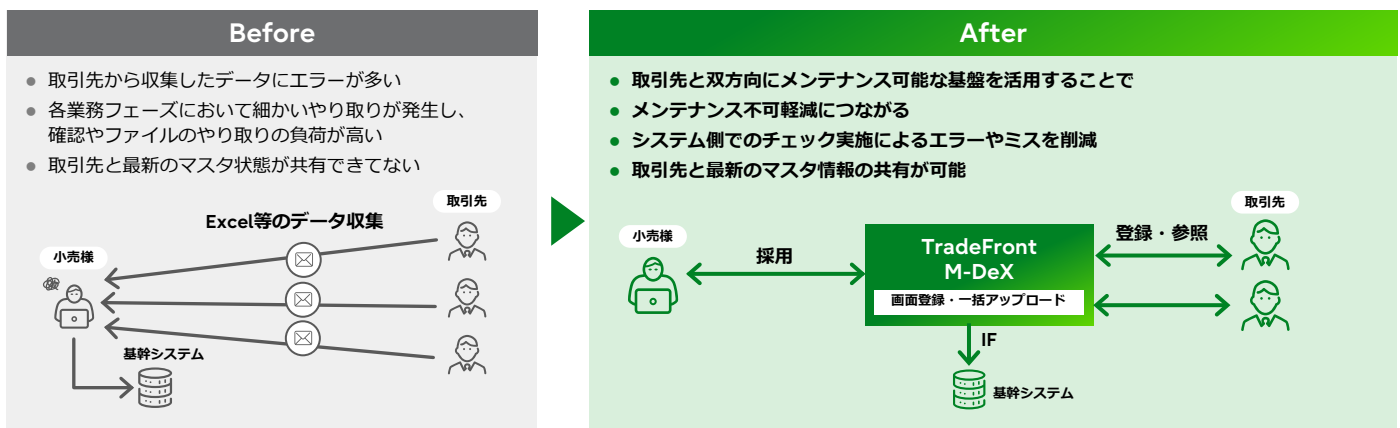 Before
取引先から収集したデータにエラーが多い
各業務フェーズにおいて細かいやり取りが発生し、
確認やファイルのやり取りの負荷が高い
取引先と最新のマスタ状態が共有できてない
取引先
Excel等のデータ収集
小売様
基幹システム
After
取引先と双方向にメンテナンス可能な基盤を活用することで
メンテナンス不可軽減につながる
システム側でのチェック実施によるエラーやミスを削減
取引先と最新のマスタ情報の共有が可能
取引先
小売様
採用
TradeFront
M-DeX
画面登録・一括アップロード
登録・参照
IF
基幹システム